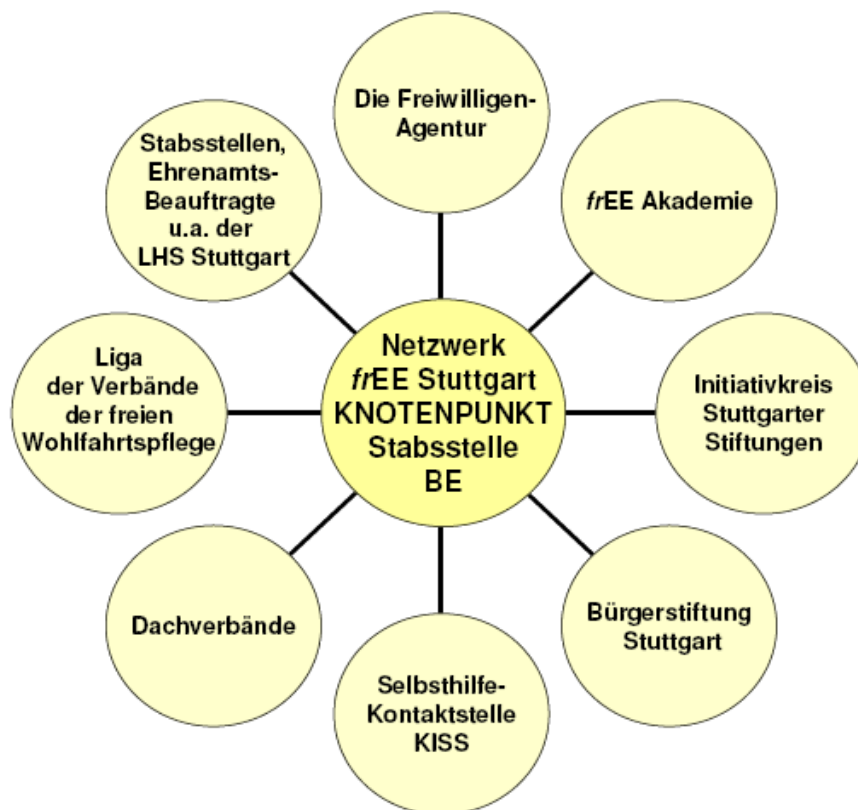 Die Freiwilligen-
Agentur
Stabsstellen,
Ehrenamts-
Beauftragte
u.a. der
LHS Stuttgart
frEE Akademie
Netzwerk
frEE Stuttgart
KNOTENPUNKT
Stabsstelle
BE
Liga
der Verbände
der freien
Wohlfahrtspflege
Initiativkreis
Stuttgarter
Stiftungen
Dachverbände
Bürgerstiftung
Stuttgart
Selbsthilfe-
Kontaktstelle
KISS